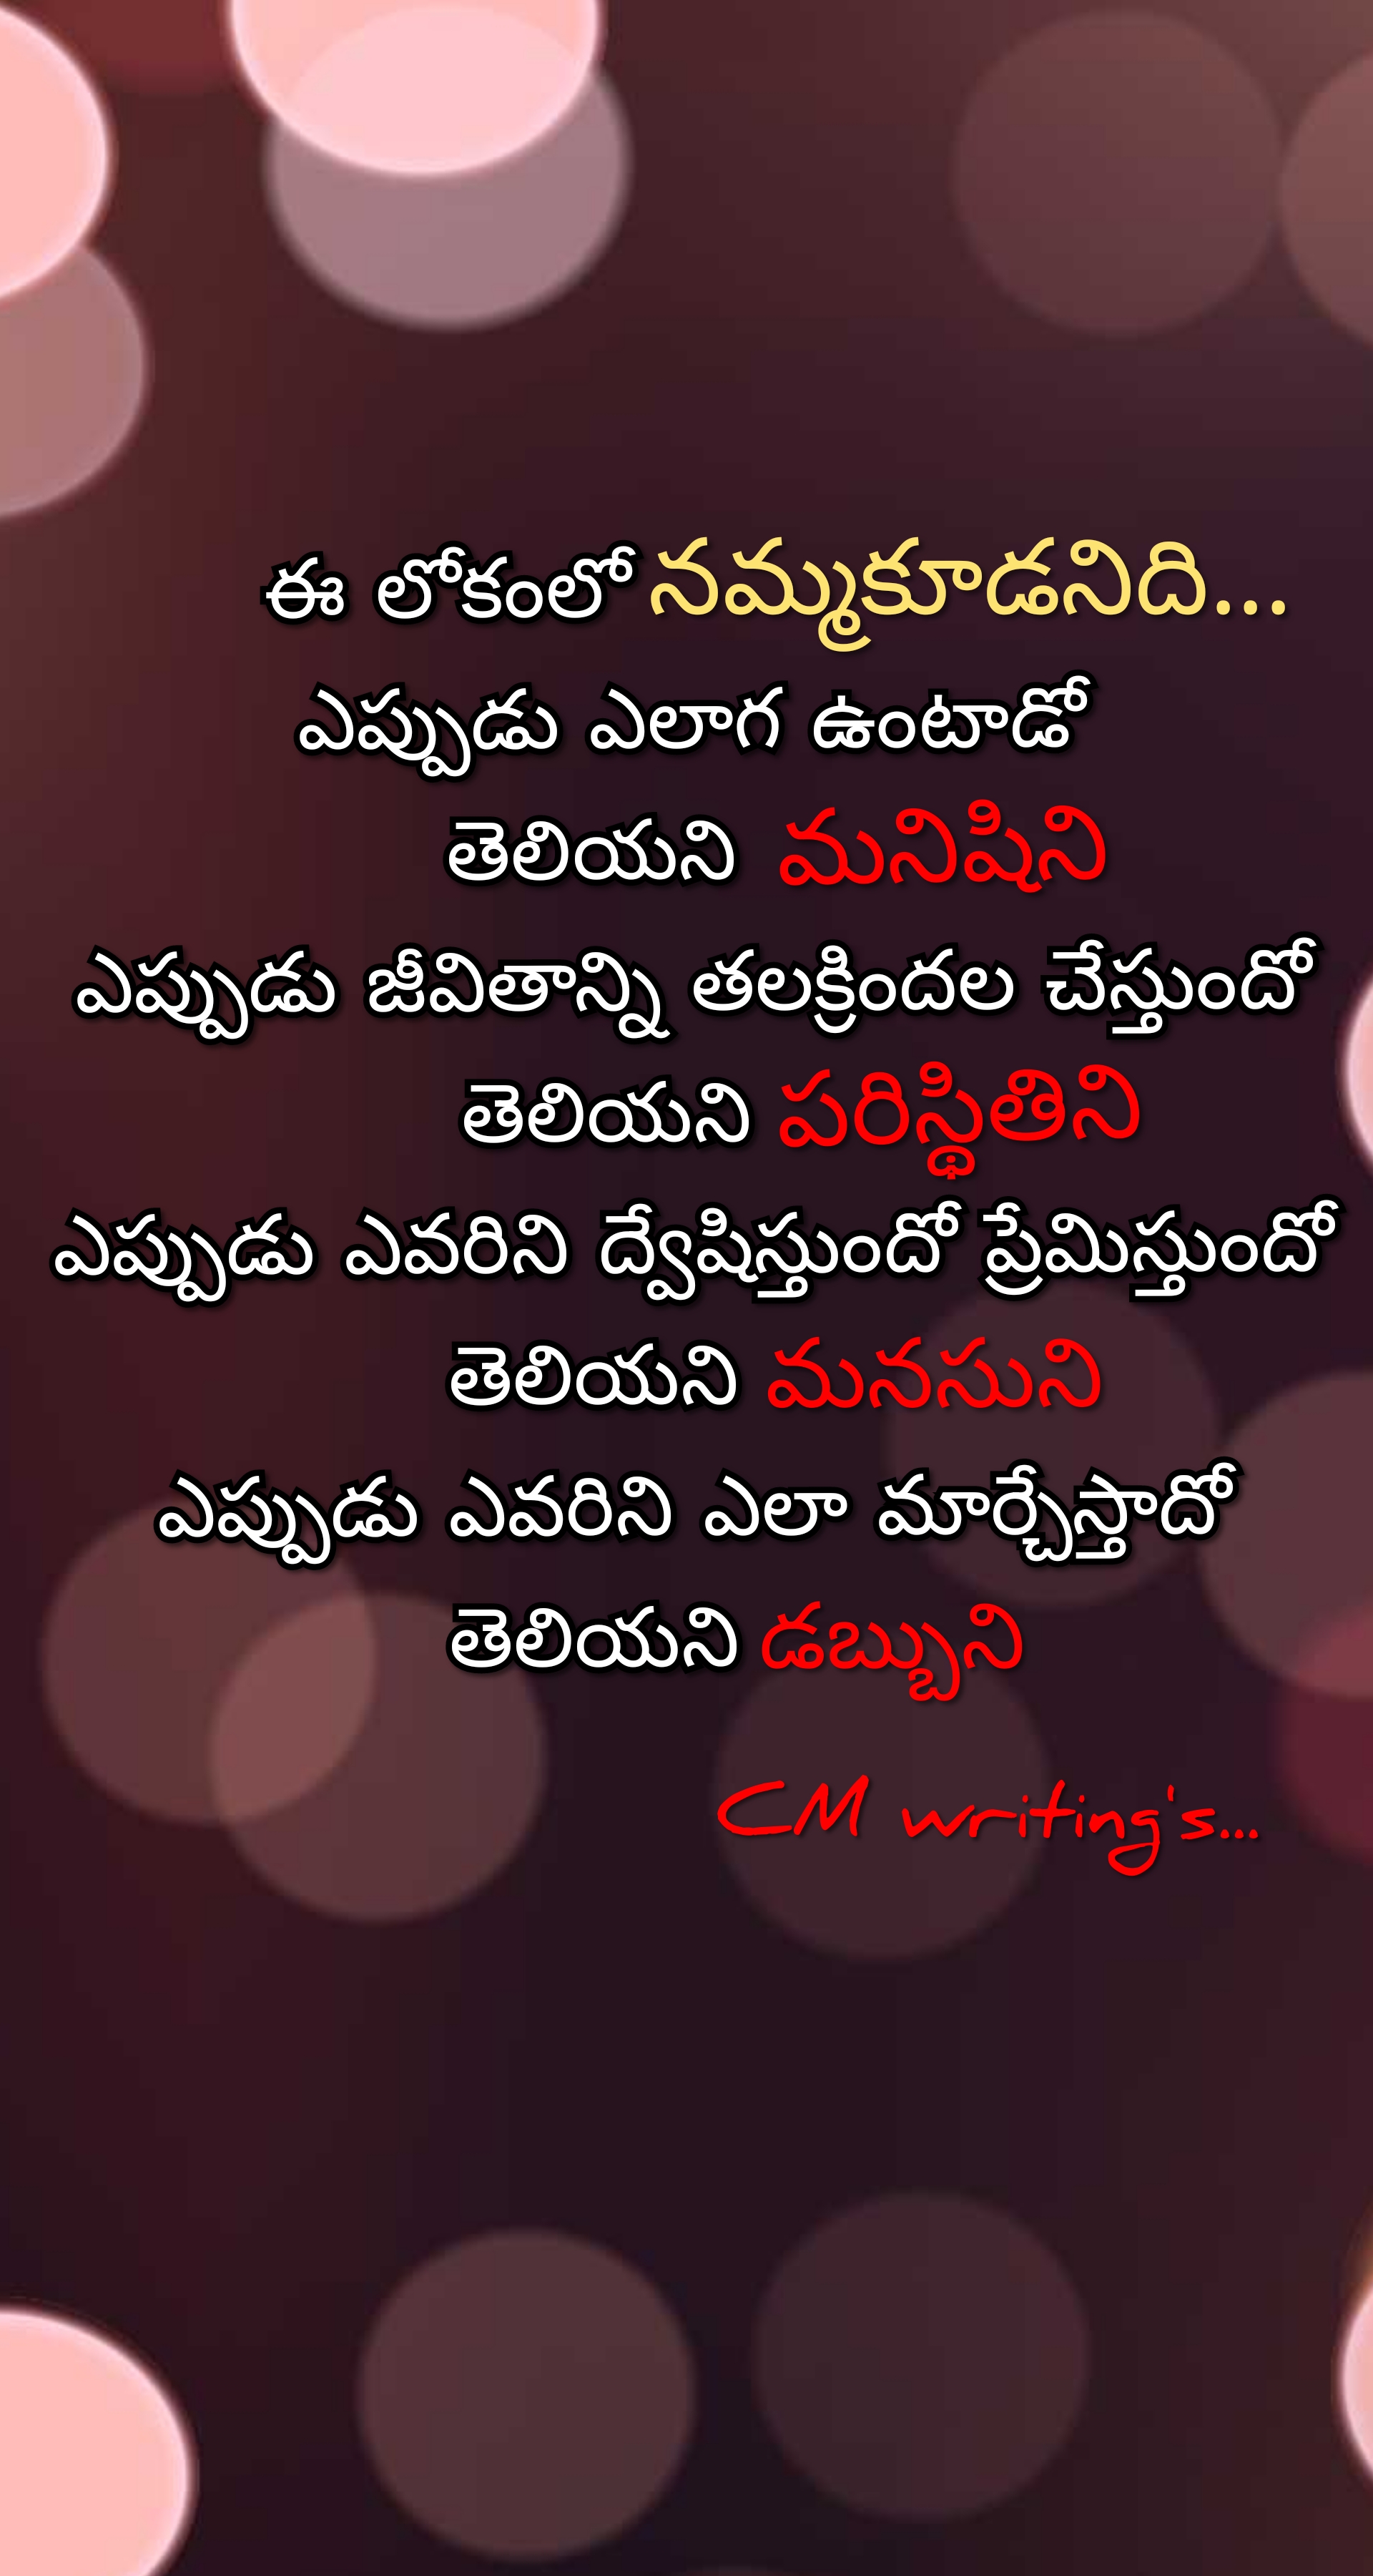 ఈ లోకంలో నమ్మకూడనిది...
ఎప్పుడు ఎలాగ ఉంటాడో
తెలియని మనిషిని
ఎప్పుడు జీవితాన్ని తలక్రిందల చేస్తుందో
తెలియని పరిస్థితిని
ఎప్పుడు ఎవరిని ద్వేషిస్తుందో ప్రేమిస్తుందో
తెలియని మనసుని
ఎప్పుడు ఎవరిని ఎలా మార్చేస్తాదో
తెలియని డబ్బుని
CM writing's...